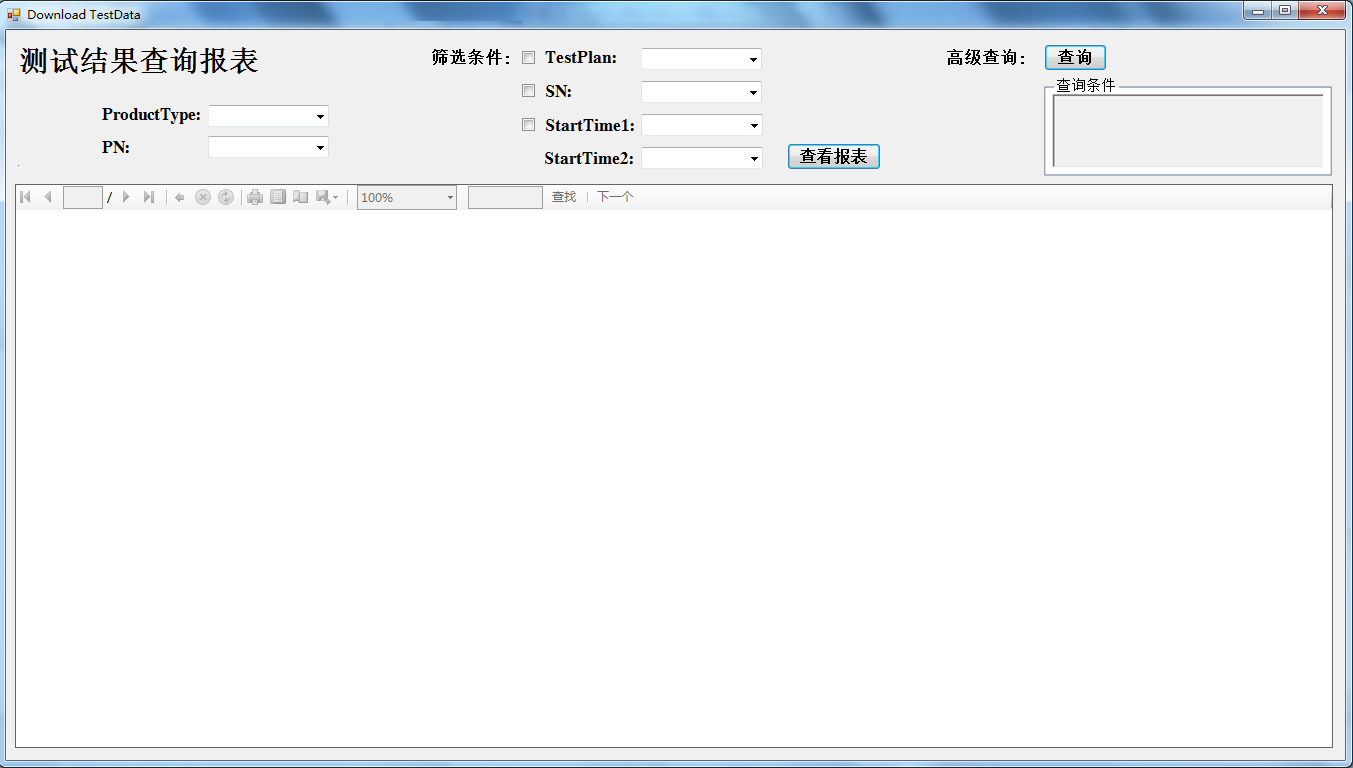 Download TestData
测试结果查询报表
ProductType:
PN:
筛选条件:
TestPlan:
SN:
StartTime1:
StartTime2:
查看报表
高级查询:
查询
查询条件
/
100%
查找
下一个